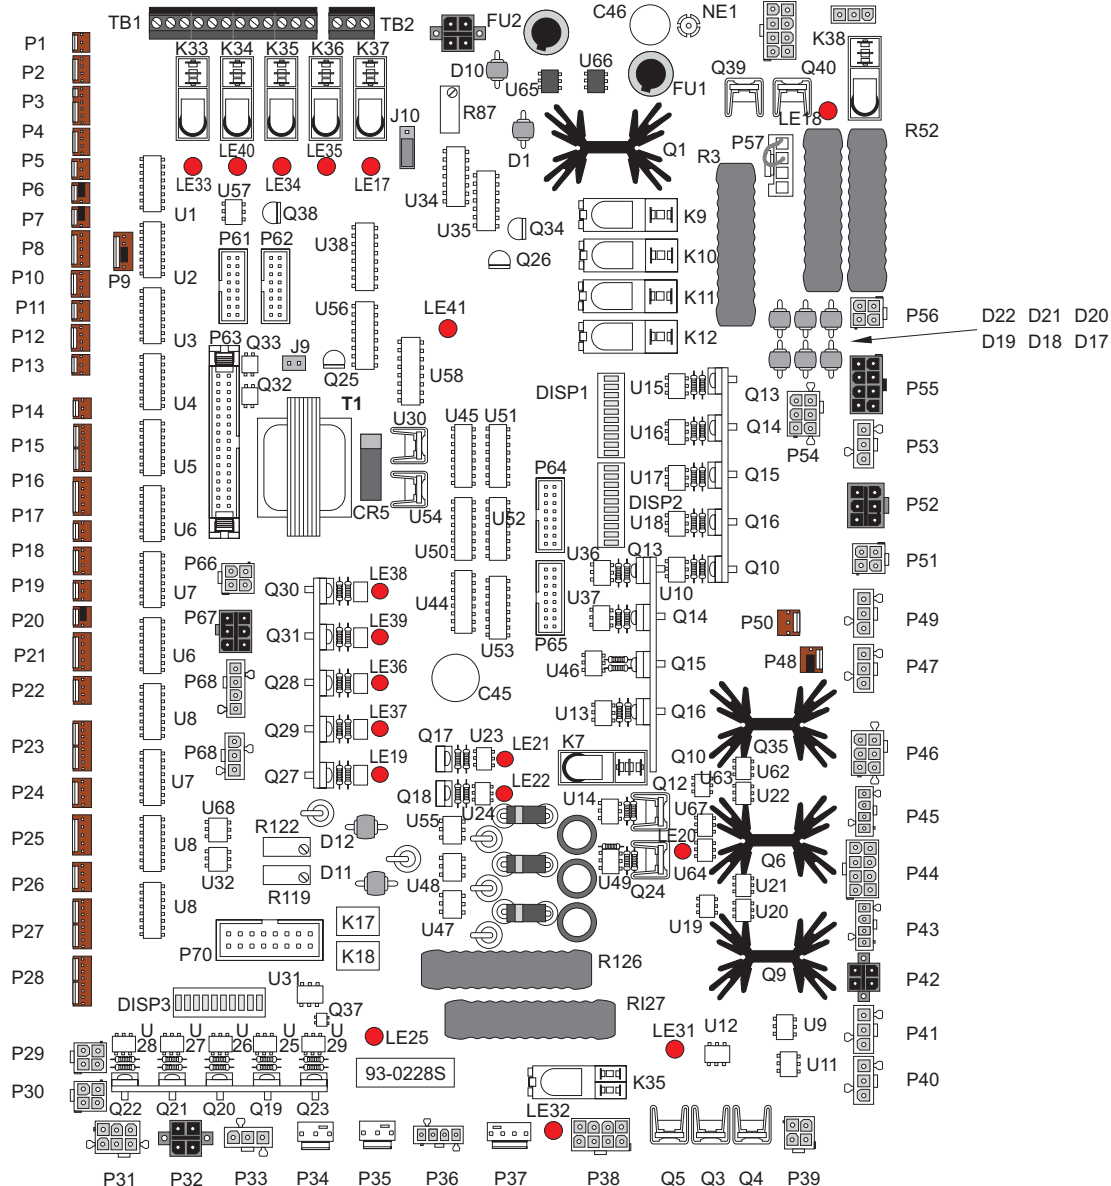 TB1
TB2
FU2
C46
NE1
K33 K34 K35 K36 K37
K38
D10
U65
U66
FU1
Q39
Q40
LE18
P1
P2
P3
P4
P5
P6
P7
P8
P10
P11
P12
P13
P14
P15
P16
P17
P18
P19
P20
P21
P22
P23
P24
P25
P26
P27
P28
P29
P30
P9
J10
R87
D1
Q1
R3
P57
R52
LE33
LE40
LE34
LE35
LE17
U57
Q38
U1
U2
U3
U4
U5
U6
U7
U6
U8
U7
U8
U8
P61
P62
U38
U34
U35
Q34
Q26
K9
K10
K11
K12
U56
LE41
P63
Q33
J9
Q32
Q25
U58
T1
U30
CR5
U54
U45
U51
U50
U52
U44
U53
DISP1
DISP2
P64
P65
U15
U16
U17
U18
U10
Q13
Q14
Q15
Q16
Q10
P56
D22 D21 D20
D19 D18 D17
P55
P54
P53
P52
P51
P50
P49
P48
P47
P46
P45
P44
P43
P42
P41
P40
P66
P67
P68
P68
Q30
Q31
Q28
Q29
Q27
LE38
LE39
LE36
LE37
LE19
C45
U36
U37
U46
U13
Q13
Q14
Q15
Q16
Q10
K7
Q17
U23
LE21
Q18
U24
LE22
U14
Q12
U63
U62
U22
Q35
U67
LE20
U64
Q6
U49
Q24
U21
U20
U19
Q9
U68
U32
R122
D12
R119
D11
U55
U48
U47
K17
K18
P70
R126
RI27
DISP3
U31
Q37
LE25
U28
U27
U26
U25
U29
Q22
Q21
Q20
Q19
Q23
93-0228S
LE31
U12
U9
U11
K35
LE32
P31
P32
P33
P34
P35
P36
P37
P38
Q5
Q3
Q4
P39